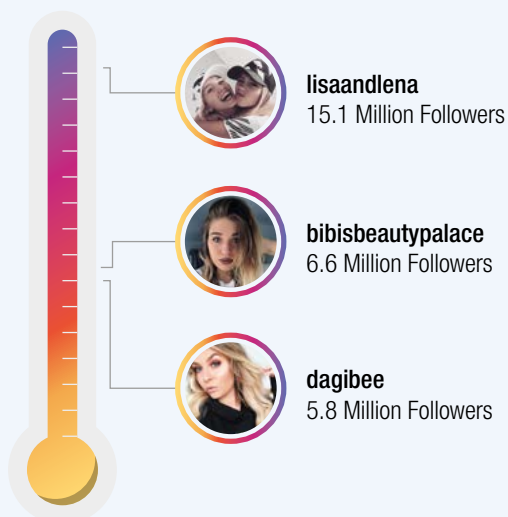 lisaandlena
15.1 Million Followers
bibisbeautypalace
6.6 Million Followers
dagibee
5.8 Million Followers